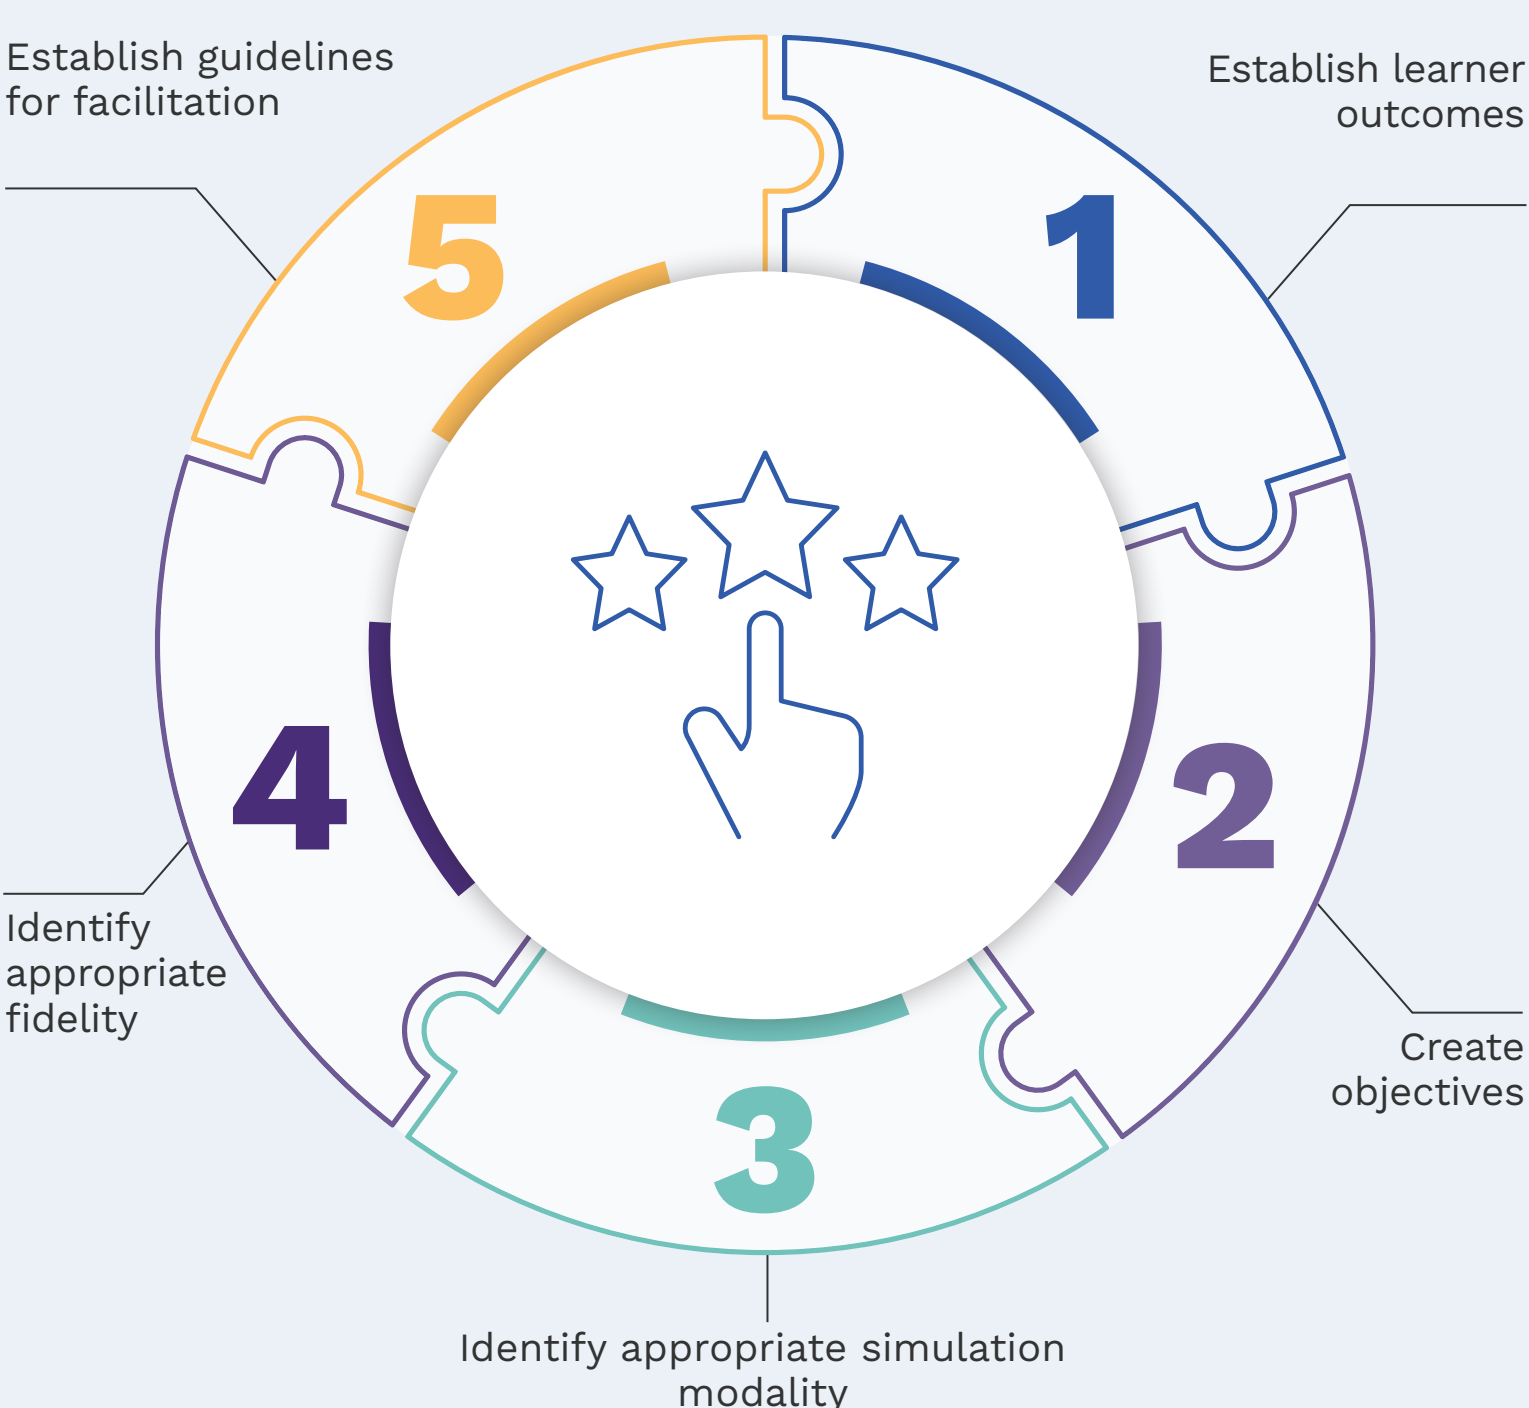 Establish guidelines
for facilitation
Establish learner
outcomes
5
1
4
2
Identify
appropriate
fidelity
Create
objectives
3
Identify appropriate simulation
modality